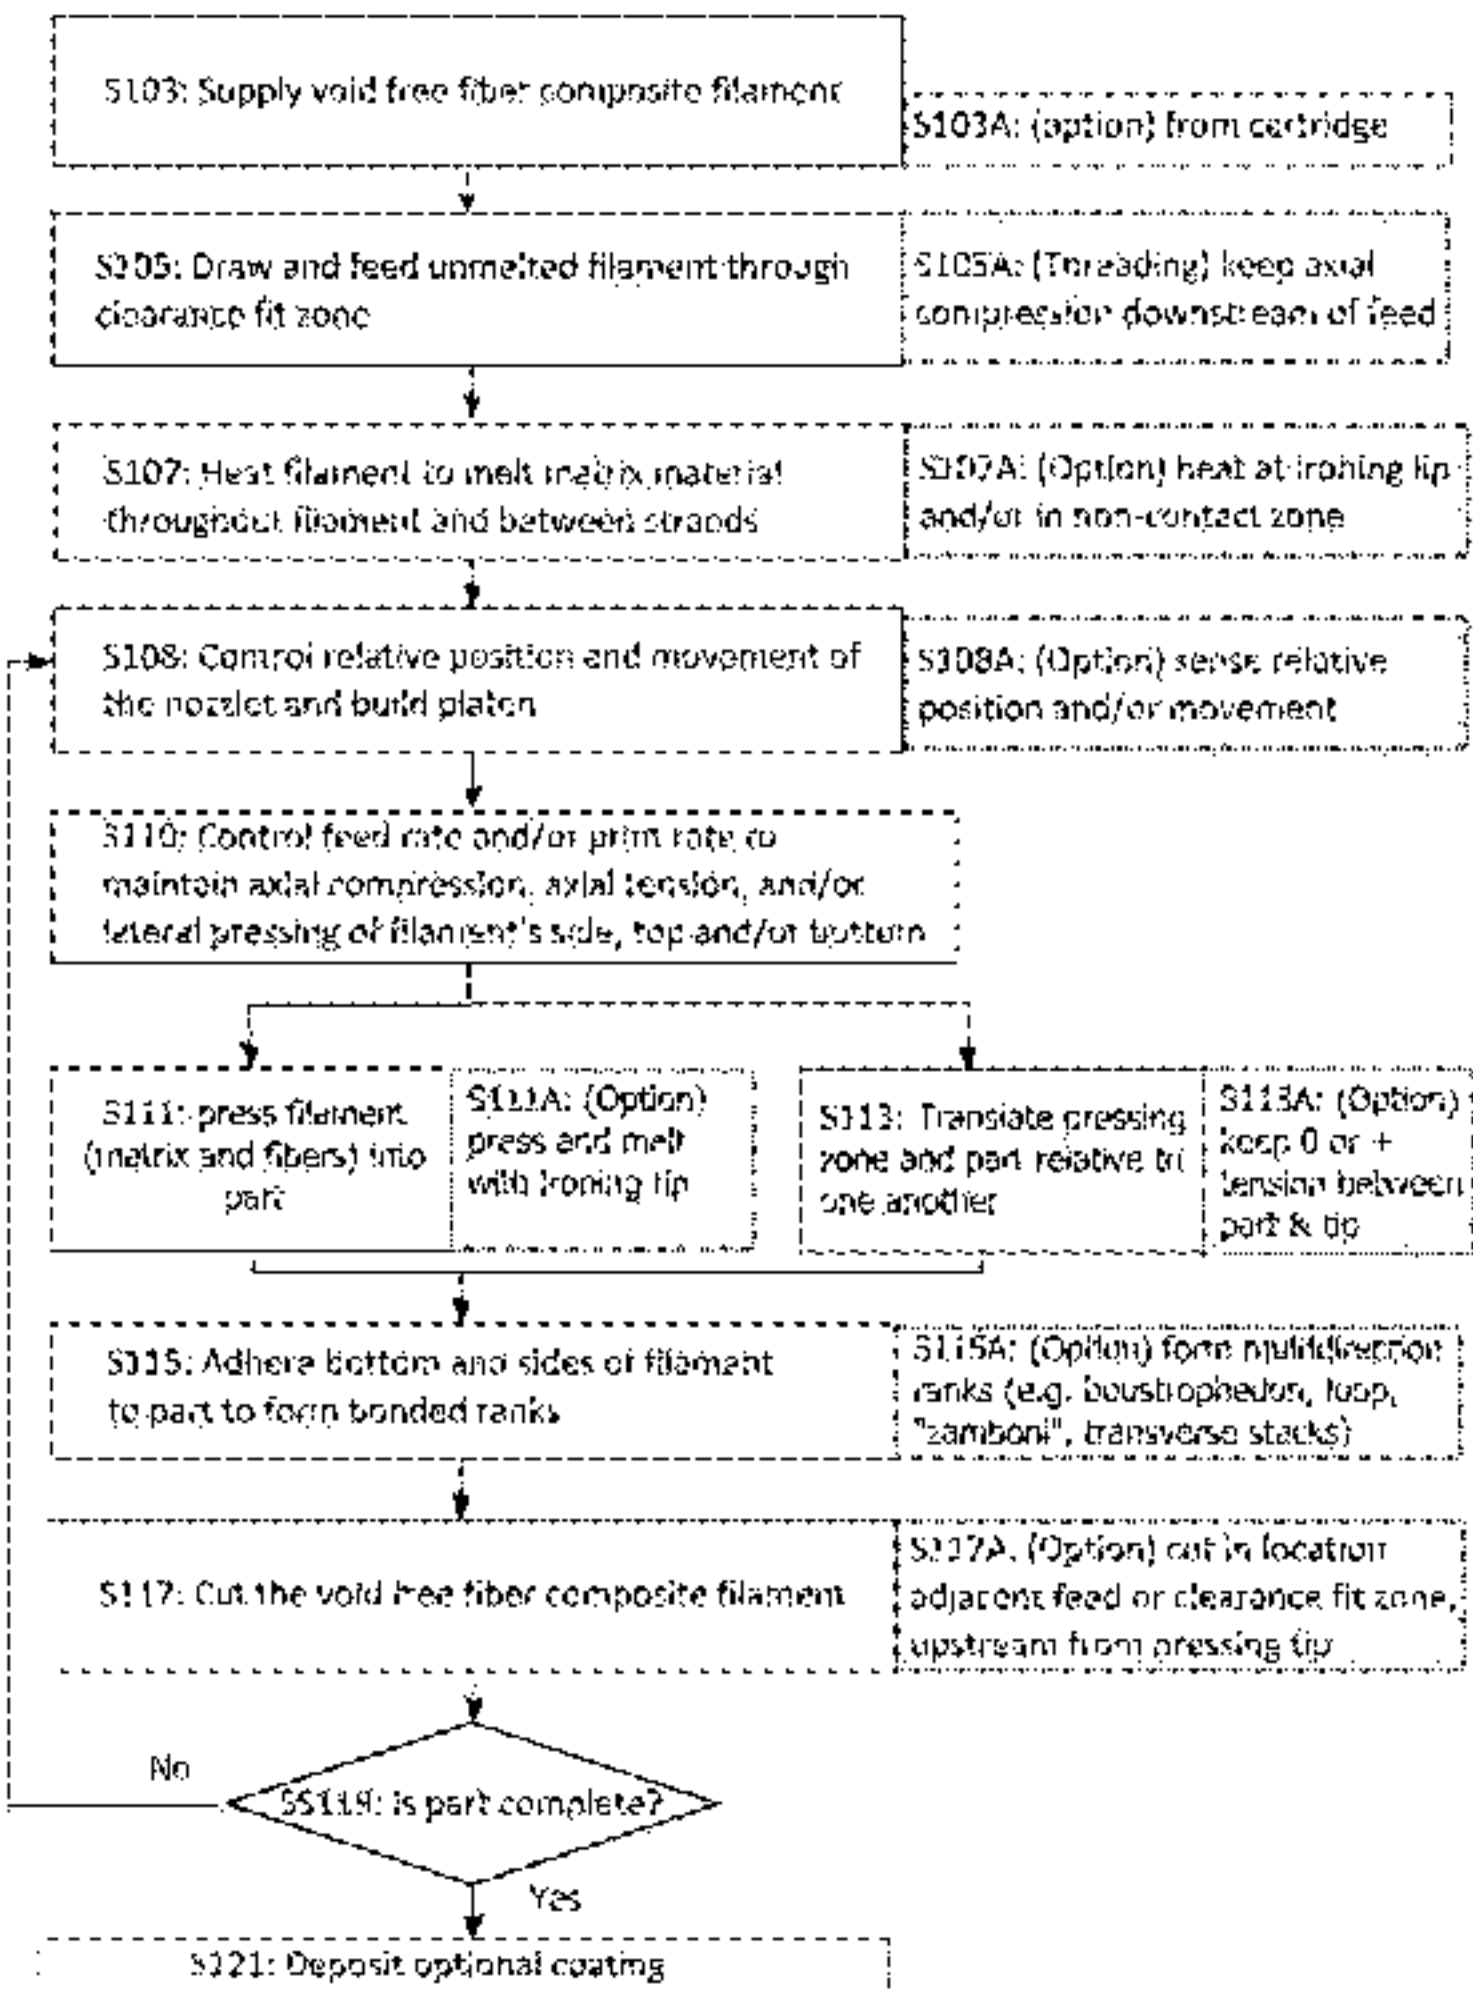 S103: Supply void free fiber composite filament
S103A: (option) from cartridge
S105: Draw and feed unmelted filament through
clearance fit zone
S105A: (Threading) keep axial
compression downstream of feed
S107: Heat filament to melt matrix material
throughout filament and between strands
S107A: (Option) heat at ironing lip
and/or in non-contact zone
S108: Control relative position and movement of
the nozzlet and build platen
S108A: (Option) sense relative
position and/or movement
S110: Control feed rate and/or print rate to
maintain axial compression, axial tension, and/or
lateral pressing of filament's side, top and/or bottom
S111: press filament
(matrix and fibers) into
part
S111A: (Option)
press and melt
with ironing tip
S113: Translate pressing
zone and part relative to
one another
S113A: (Option)
keep 0 or +
tension between
part & tip
S115: Adhere bottom and sides of filament
to part to form bonded ranks
S115A: (Option) form multidirection
ranks (e.g. boustrophedon, loop,
"zamboni", transverse stacks)
S117: Cut the void free fiber composite filament
S117A: (Option) cut in location
adjacent feed or clearance fit zone,
upstream from pressing tip
No
SS119: Is part complete?
Yes
S121: Deposit optional coating